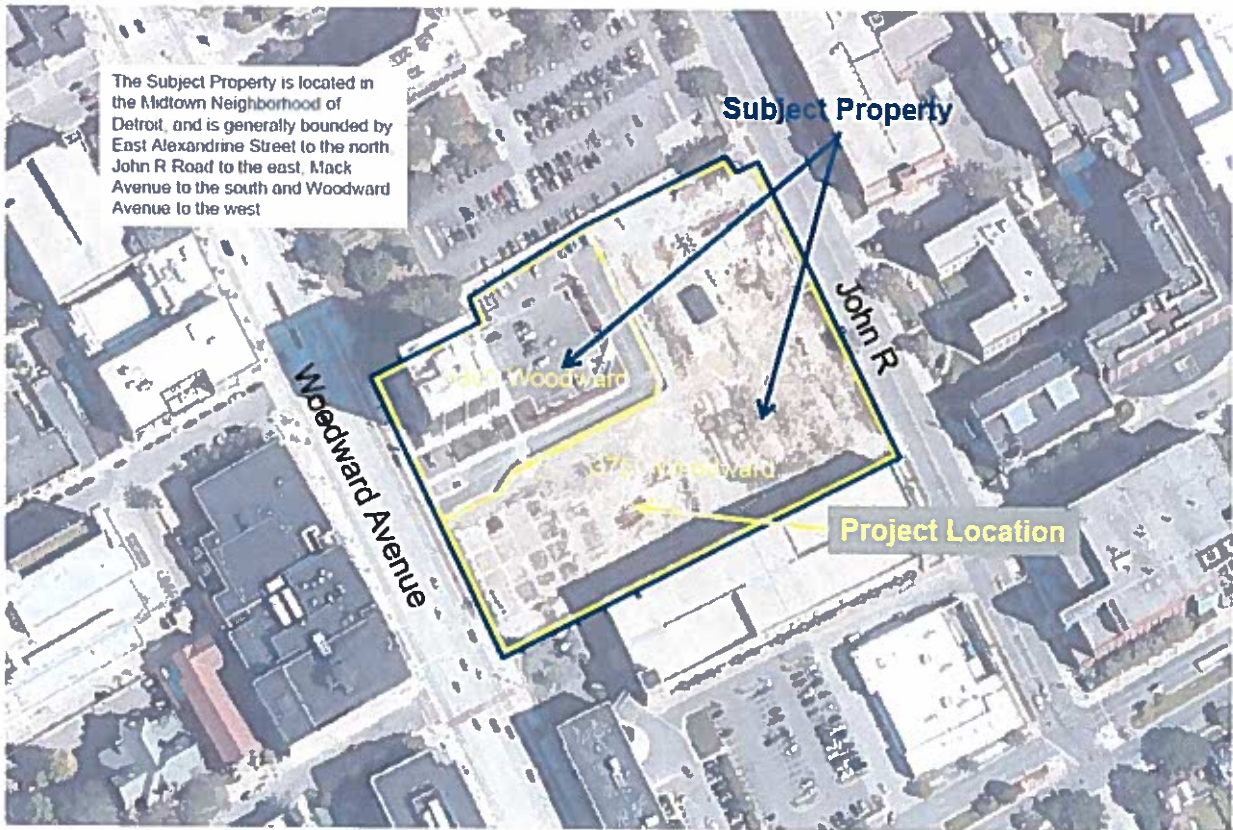 The Subject Property is located in
the Midtown Neighborhood of
Detroit, and is generally bounded by
East Alexandrine Street to the north
John R Road to the east, Mack
Avenue to the south and Woodward
Avenue to the west
Subject Property
John R
Woodward
Woodward Avenue
Woodward
Project Location